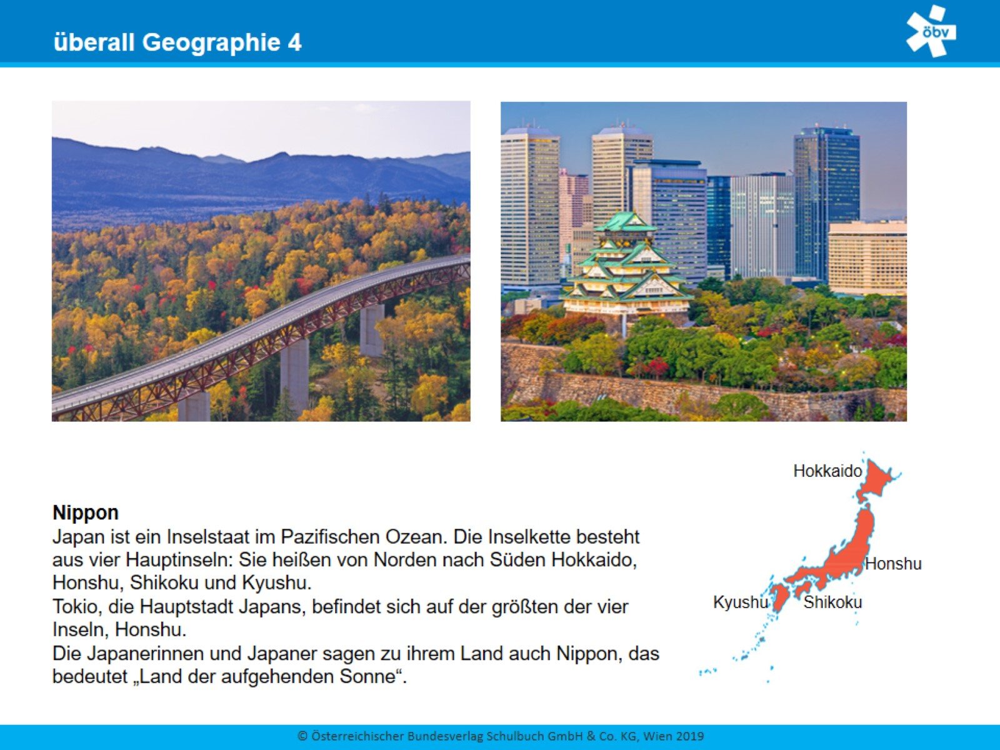 überall Geographie 4
öbv
Nippon
Japan ist ein Inselstaat im Pazifischen Ozean. Die Inselkette besteht
aus vier Hauptinseln: Sie heißen von Norden nach Süden Hokkaido,
Honshu, Shikoku und Kyushu.
Tokio, die Hauptstadt Japans, befindet sich auf der größten der vier
Inseln, Honshu.
Die Japanerinnen und Japaner sagen zu ihrem Land auch Nippon, das
bedeutet „Land der aufgehenden Sonne“.
Hokkaido
Honshu
Kyushu
Shikoku
© Österreichischer Bundesverlag Schulbuch GmbH & Co. KG, Wien 2019